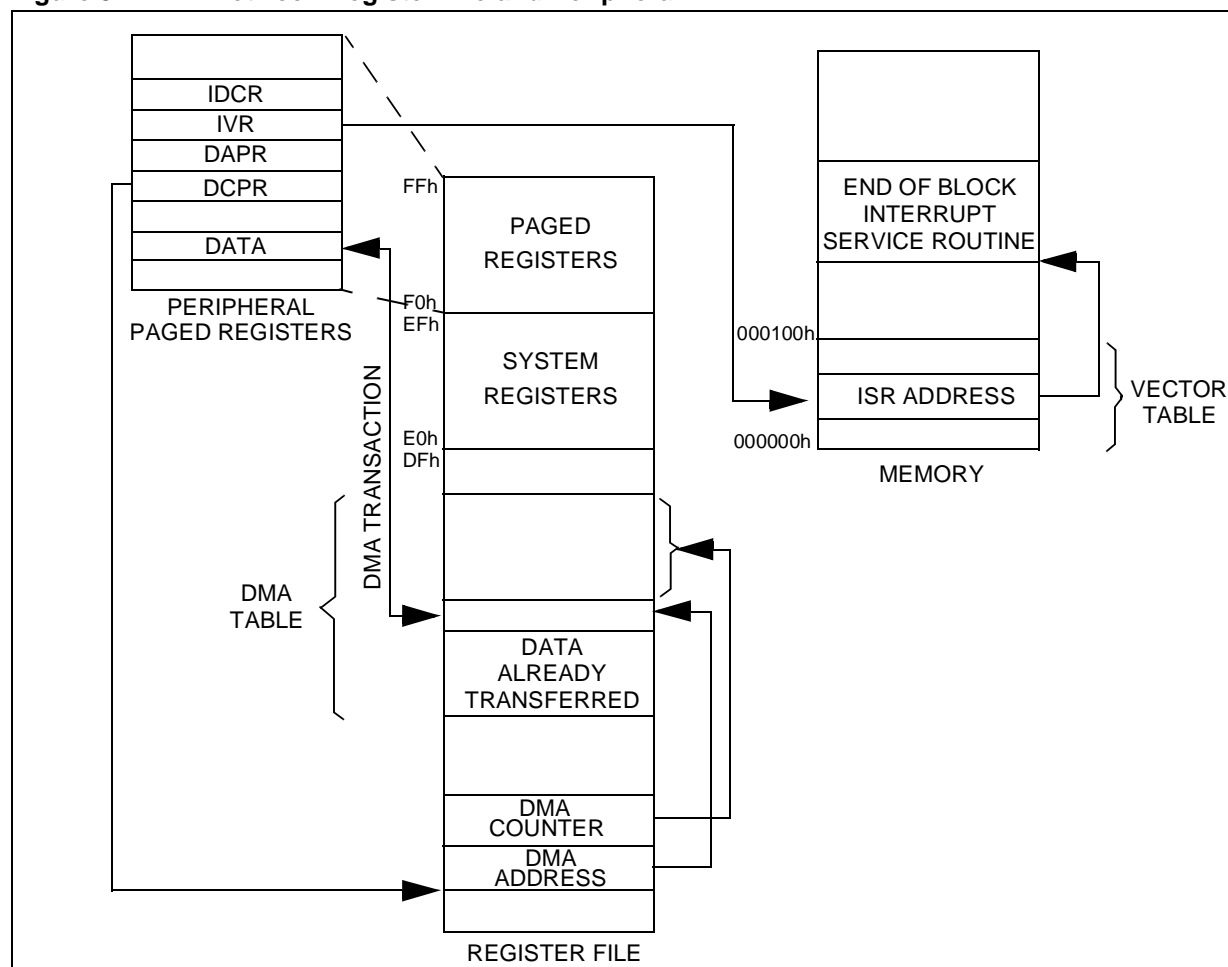 IDCR
IVR
DAPR
DCPR
DATA
PERIPHERAL
PAGED REGISTERS
DMA TRANSACTION
DMA
TABLE
FFh
F0h
EFh
E0h
DFh
PAGED
REGISTERS
SYSTEM
REGISTERS
DATA
ALREADY
TRANSFERRED
DMA
COUNTER
DMA
ADDRESS
REGISTER FILE
END OF BLOCK
INTERRUPT
SERVICE ROUTINE
000100h
ISR ADDRESS
000000h
MEMORY
VECTOR
TABLE